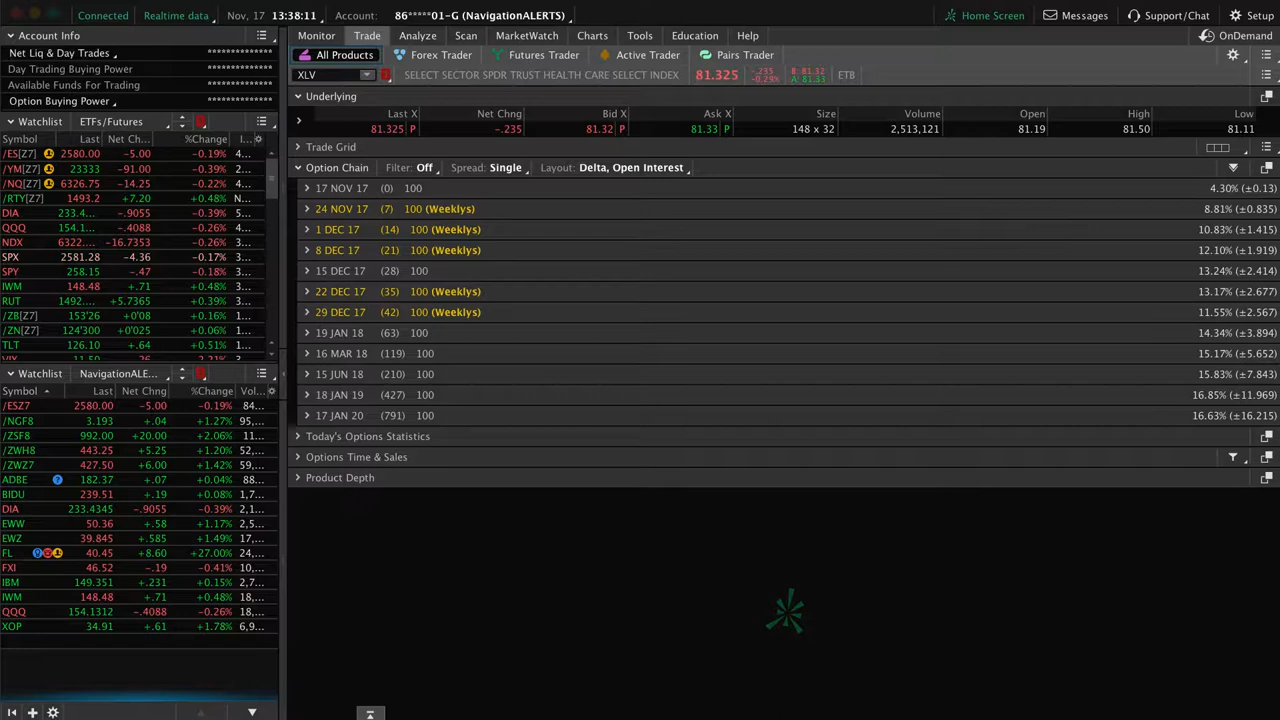 Connected Realtime data Nov, 17 13:38:11 Account: 86*****01-G (NavigationALERTS) Home Screen Messages Support/Chat Setup
Account Info
Net Liq & Day Trades **************
Day Trading Buying Power **************
Available Funds For Trading **************
Option Buying Power **************
Watchlist ETFs/Futures
Symbol Last Net Ch... %Change I...
/ES[Z7] 2580.00 -5.00 -0.19% 4...
/YM[Z7] 23333 -91.00 -0.39% 2...
/NQ[Z7] 6326.75 -14.25 -0.22% 4...
/RTY[Z7] 1493.2 +7.20 +0.48% N...
DIA 233.4... -.9055 -0.39% 5...
QQQ 154.1... -.4088 -0.26% 3...
NDX 6322.... -16.7353 -0.26% 3...
SPX 2581.28 -4.36 -0.17% 3...
SPY 258.15 -.47 -0.18% 3...
IWM 148.48 +.71 +0.48% 3...
RUT 1492.... +5.7365 +0.39% 3...
/ZB[Z7] 153'26 +0'08 +0.16% 1...
/ZN[Z7] 124'300 +0'025 +0.06% 1...
TLT 126.10 +.64 +0.51% 3...
Watchlist NavigationALE...
Symbol Last Net Chng %Change Vol...
/ESZ7 2580.00 -5.00 -0.19% 84...
/NGF8 3.193 +.04 +1.27% 95,...
/ZSF8 992.00 +20.00 +2.06% 11...
/ZWH8 443.25 +5.25 +1.20% 52,...
/ZWZ7 427.50 +6.00 +1.42% 59,...
ADBE ? 182.37 +.07 +0.04% 88...
BIDU 239.51 +.19 +0.08% 1,7...
DIA 233.4345 -.9055 -0.39% 2,1...
EWW 50.36 +.58 +1.17% 2,5...
EWZ 39.845 +.585 +1.49% 17,...
FL 40.45 +8.60 +27.00% 24,...
FXI 46.52 -.19 -0.41% 10,...
IBM 149.351 +.231 +0.15% 2,7...
IWM 148.48 +.71 +0.48% 18,...
QQQ 154.1312 -.4088 -0.26% 18,...
XOP 34.91 +.61 +1.78% 6,9...
Monitor Trade Analyze Scan MarketWatch Charts Tools Education Help OnDemand
All Products Forex Trader Futures Trader Active Trader Pairs Trader
XLV SELECT SECTOR SPDR TRUST HEALTH CARE SELECT INDEX 81.325 -.235 -0.29% B: 81.32 A: 81.33 ETB
Underlying
Last X Net Chng Bid X Ask X Size Volume Open High Low
81.325 P -.235 81.32 P 81.33 P 148 x 32 2,513,121 81.19 81.50 81.11
Trade Grid
Option Chain Filter: Off Spread: Single Layout: Delta, Open Interest
17 NOV 17 (0) 100 4.30% (±0.13)
24 NOV 17 (7) 100 (Weeklys) 8.81% (±0.835)
1 DEC 17 (14) 100 (Weeklys) 10.83% (±1.415)
8 DEC 17 (21) 100 (Weeklys) 12.10% (±1.919)
15 DEC 17 (28) 100 13.24% (±2.414)
22 DEC 17 (35) 100 (Weeklys) 13.17% (±2.677)
29 DEC 17 (42) 100 (Weeklys) 11.55% (±2.567)
19 JAN 18 (63) 100 14.34% (±3.894)
16 MAR 18 (119) 100 15.17% (±5.652)
15 JUN 18 (210) 100 15.83% (±7.843)
18 JAN 19 (427) 100 16.85% (±11.969)
17 JAN 20 (791) 100 16.63% (±16.215)
Today's Options Statistics
Options Time & Sales
Product Depth